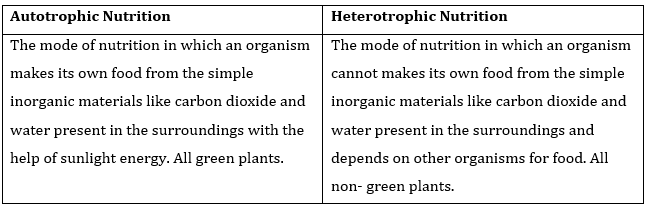 Autotrophic Nutrition
Heterotrophic Nutrition
The mode of nutrition in which an organism
makes its own food from the simple
inorganic materials like carbon dioxide and
water present in the surroundings with the
help of sunlight energy. All green plants.
The mode of nutrition in which an organism
cannot makes its own food from the simple
inorganic materials like carbon dioxide and
water present in the surroundings and
depends on other organisms for food. All
non- green plants.